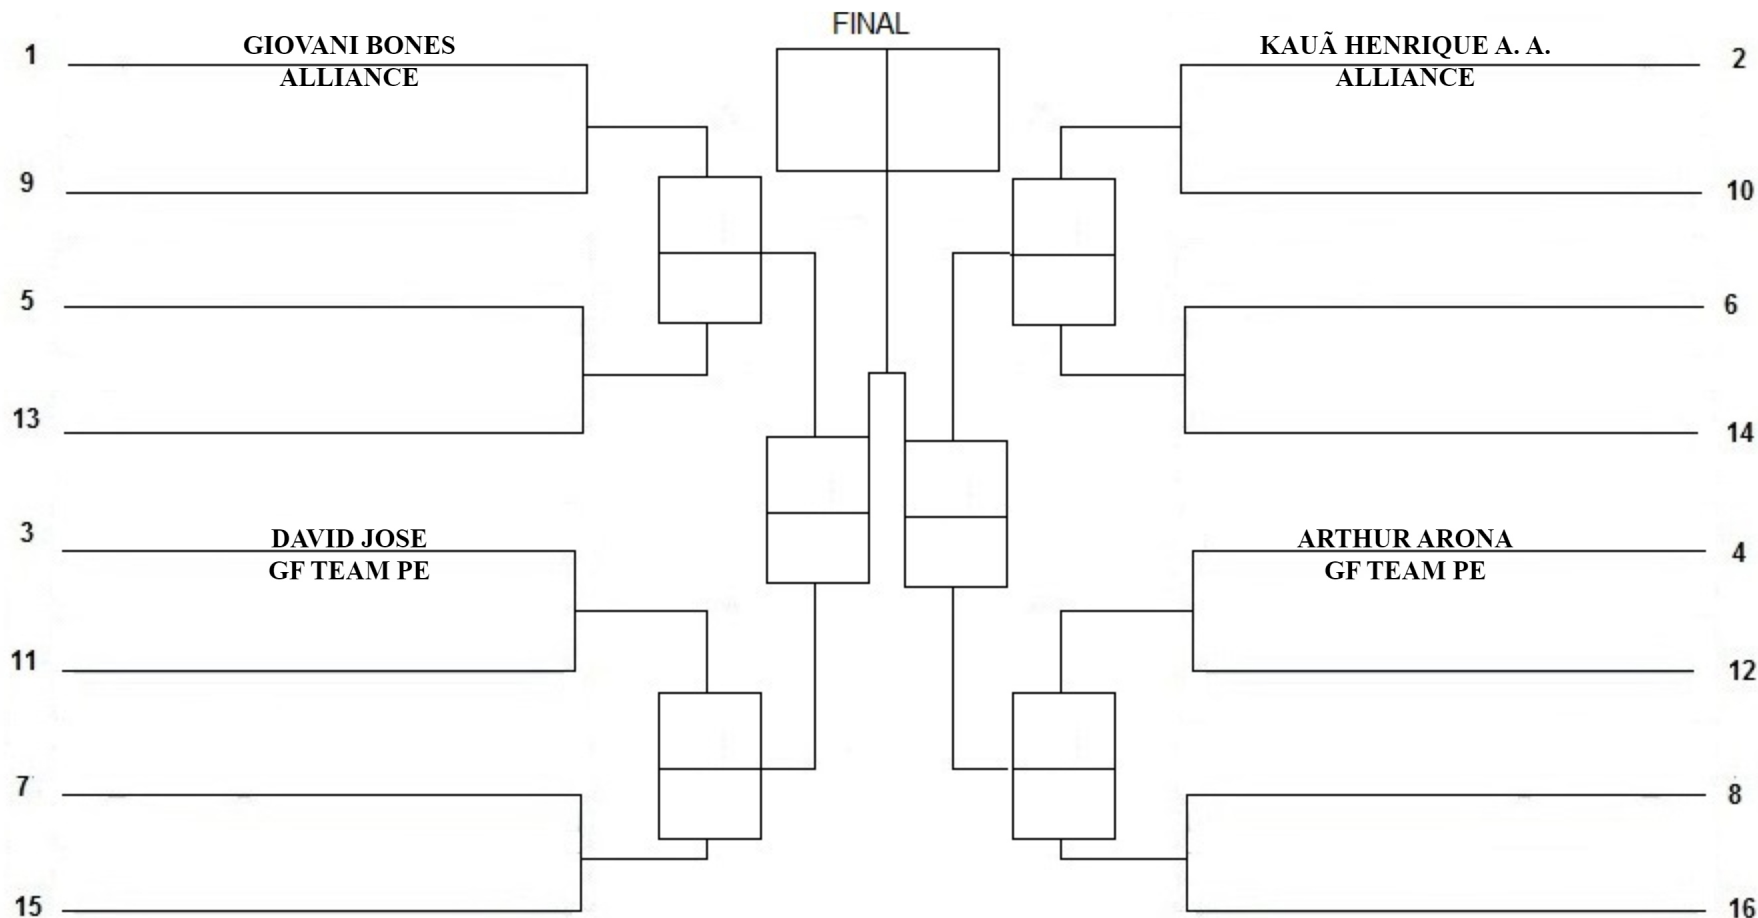 FINAL
1
GIOVANI BONES
ALLIANCE
KAUÃ HENRIQUE A. A.
ALLIANCE
2
9
10
5
6
13
14
3
DAVID JOSE
GF TEAM PE
ARTHUR ARONA
GF TEAM PE
4
11
12
7
8
15
16